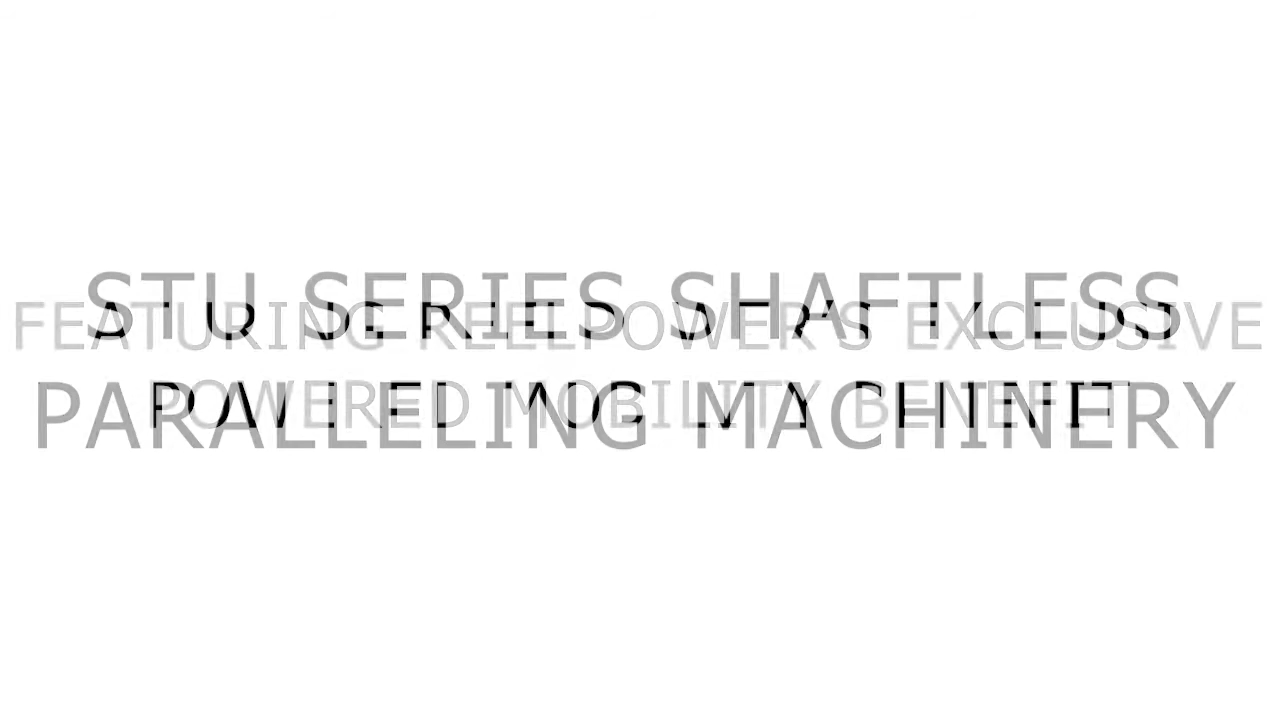 STU SERIES SHAFTLESS
FEATURING REELPOWER'S EXCLUSIVE
PARALLELING MACHINERY
POWERED MOBILITY BENEFIT